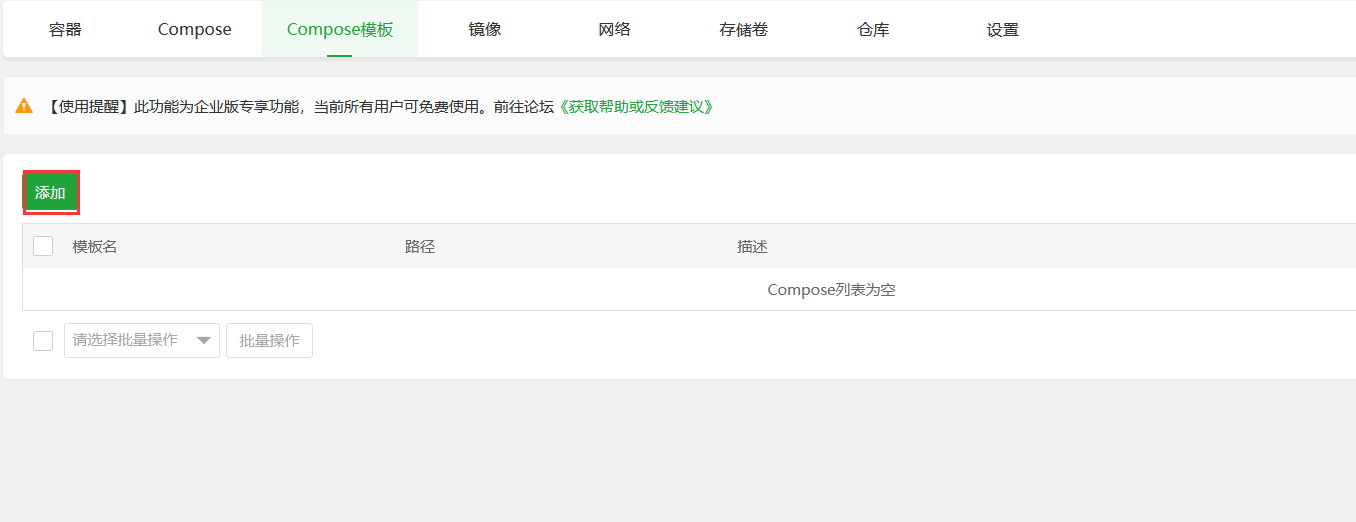 容器 Compose Compose模板 镜像 网络 存储卷 仓库 设置
【使用提醒】此功能为企业版专享功能，当前所有用户可免费使用。前往论坛《获取帮助或反馈建议》
添加
模板名 路径 描述
Compose列表为空
请选择批量操作 批量操作